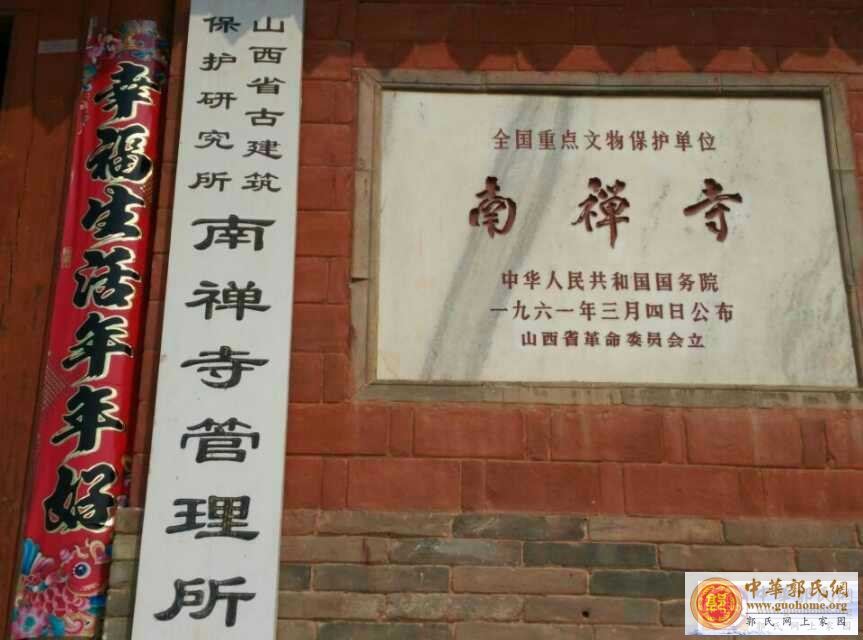 幸福生活年年好
山西省古建筑
保护研究所
南禅寺管理所
全国重点文物保护单位
南禅寺
中华人民共和国国务院
一九六一年三月四日公布
山西省革命委员会立
中华郭氏網
www.guohome.org
郭氏网上家园